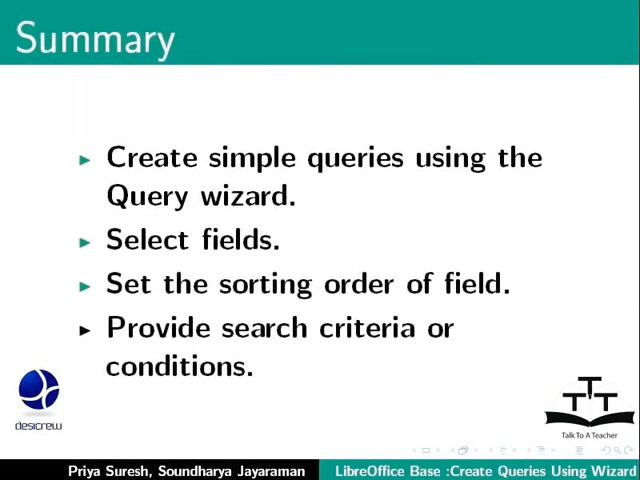 Summary
Create simple queries using the
Query wizard.
Select fields.
Set the sorting order of field.
Provide search criteria or
conditions.
desicrew
TTT
Talk To A Teacher
Priya Suresh, Soundharya Jayaraman
LibreOffice Base :Create Queries Using Wizard